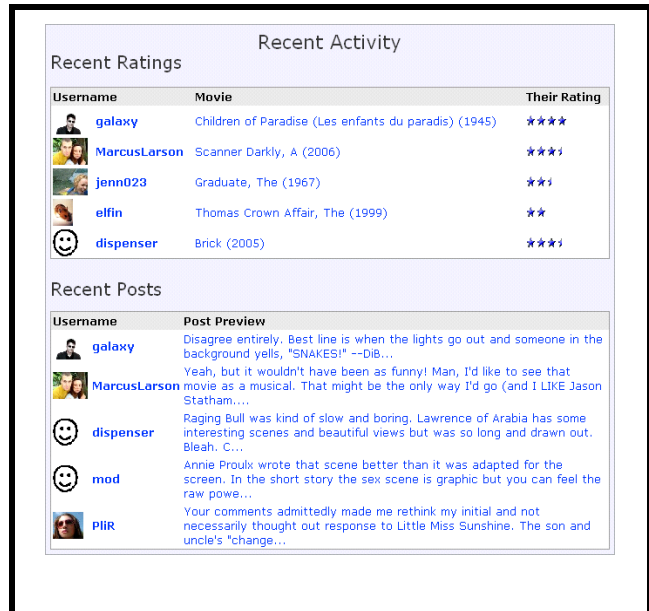 Recent Activity
Recent Ratings
Username Movie Their Rating
galaxy Children of Paradise (Les enfants du paradis) (1945)
MarcusLarson Scanner Darkly, A (2006)
jenn023 Graduate, The (1967)
elfin Thomas Crown Affair, The (1999)
dispenser Brick (2005)
Recent Posts
Username Post Preview
galaxy Disagree entirely. Best line is when the lights go out and someone in the
background yells, "SNAKES!" --DiB...
MarcusLarson Yeah, but it wouldn't have been as funny! Man, I'd like to see that
movie as a musical. That might be the only way I'd go (and I LIKE Jason
Statham....
dispenser Raging Bull was kind of slow and boring. Lawrence of Arabia has some
interesting scenes and beautiful views but was so long and drawn out.
Bleah. C...
mod Annie Proulx wrote that scene better than it was adapted for the
screen. In the short story the sex scene is graphic but you can feel the
raw powe...
PliR Your comments admittedly made me rethink my initial and not
necessarily thought out response to Little Miss Sunshine. The son and
uncle's "change...